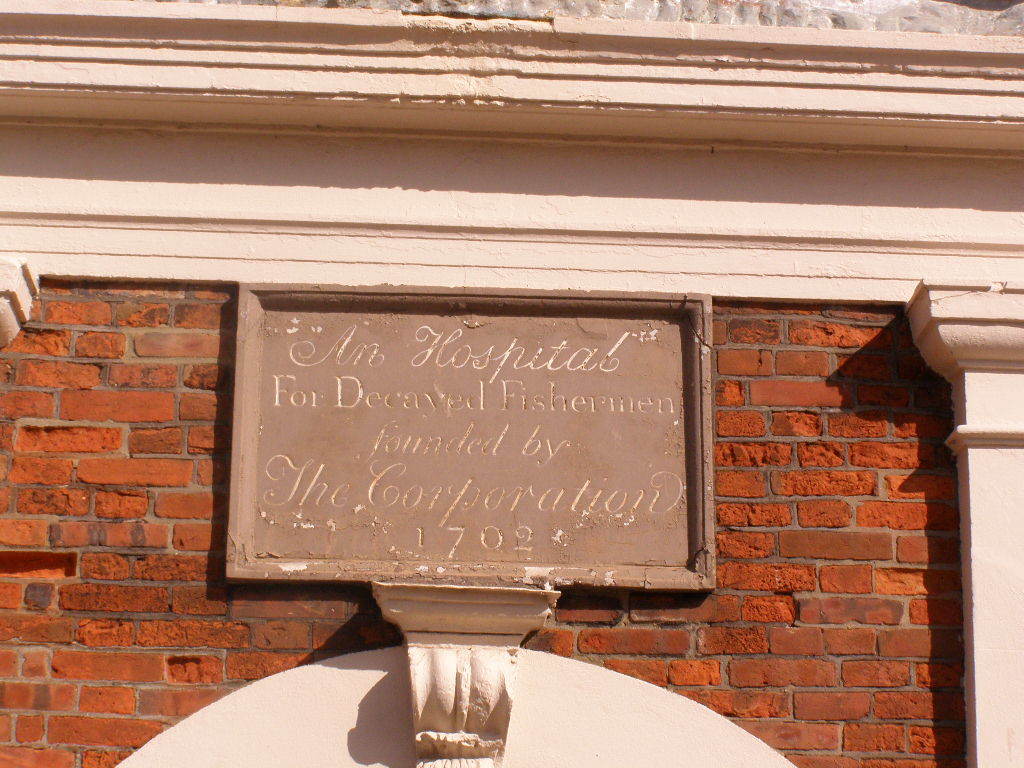 An Hospital
For Decayed Fishermen
founded by
The Corporation
1702